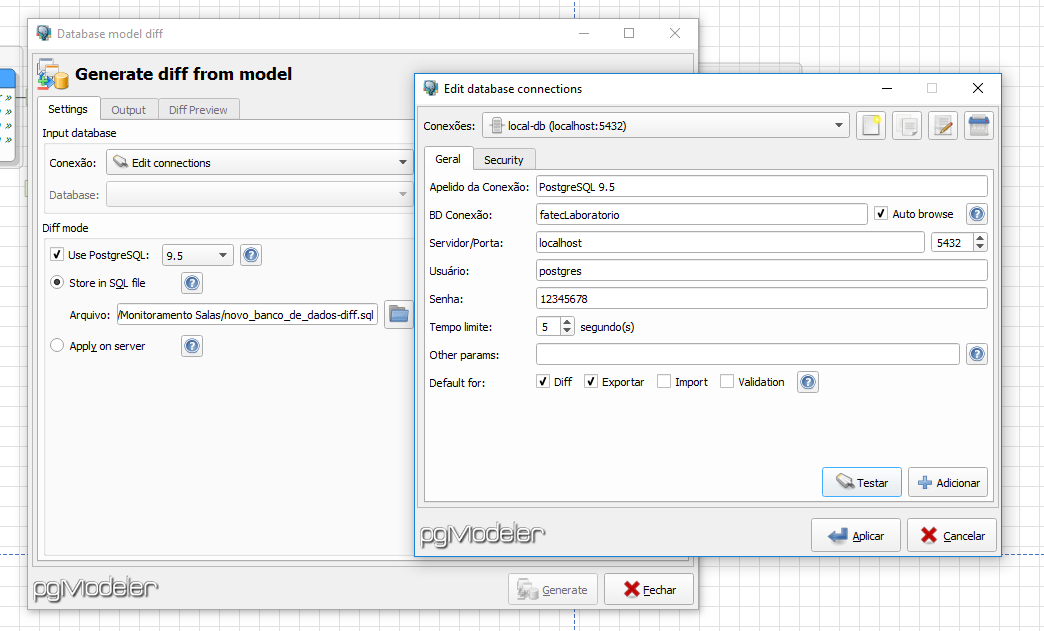 Database model diff
Generate diff from model
Settings Output Diff Preview
Input database
Conexão: Edit connections
Database:
Diff mode
Use PostgreSQL: 9.5
Store in SQL file
Arquivo: /Monitoramento Salas/novo_banco_de_dados-diff.sql
Apply on server
pgModeler
Generate Fechar
Edit database connections
Conexões: local-db (localhost:5432)
Geral Security
Apelido da Conexão: PostgreSQL 9.5
BD Conexão: fatecLaboratorio Auto browse
Servidor/Porta: localhost 5432
Usuário: postgres
Senha: 12345678
Tempo limite: 5 segundo(s)
Other params:
Default for: Diff Exportar Import Validation
Testar Adicionar
pgModeler
Aplicar Cancelar